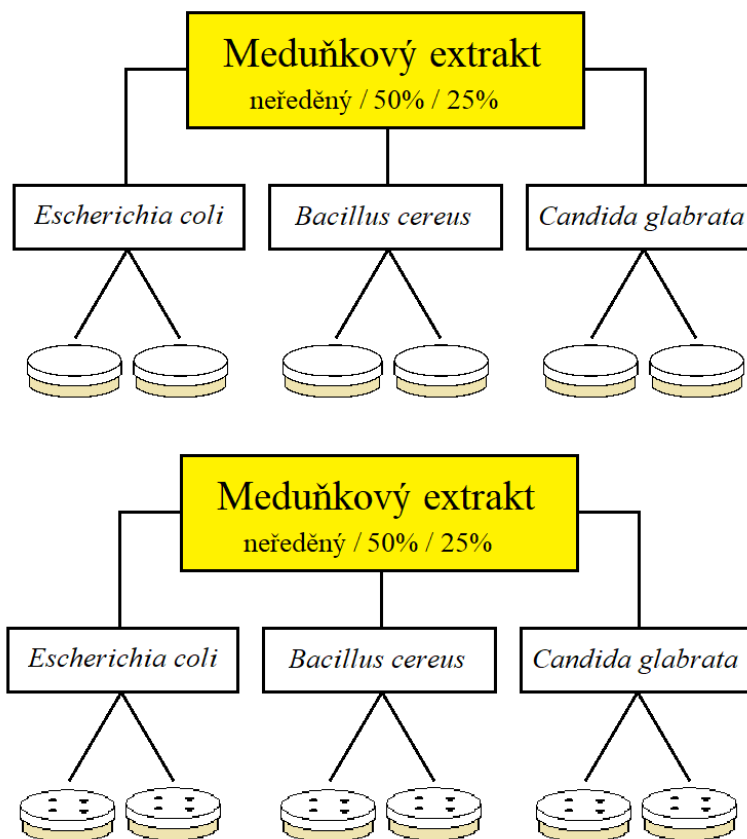 Meduňkový extrakt
neředěný / 50% / 25%
Escherichia coli
Bacillus cereus
Candida glabrata
Meduňkový extrakt
neředěný / 50% / 25%
Escherichia coli
Bacillus cereus
Candida glabrata